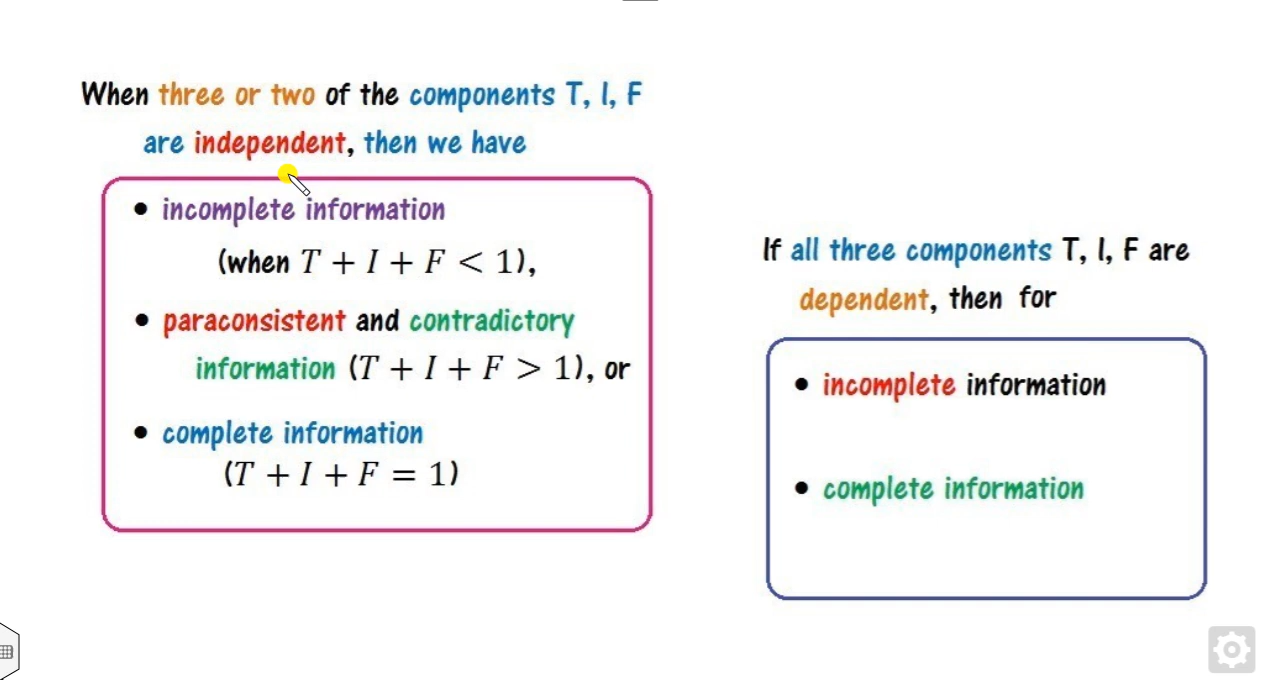 When three or two of the components T, I, F
are independent, then we have
• incomplete information
(when T + I + F < 1),
• paraconsistent and contradictory
information (T + I + F > 1), or
• complete information
(T + I + F = 1)
If all three components T, I, F are
dependent, then for
• incomplete information
• complete information